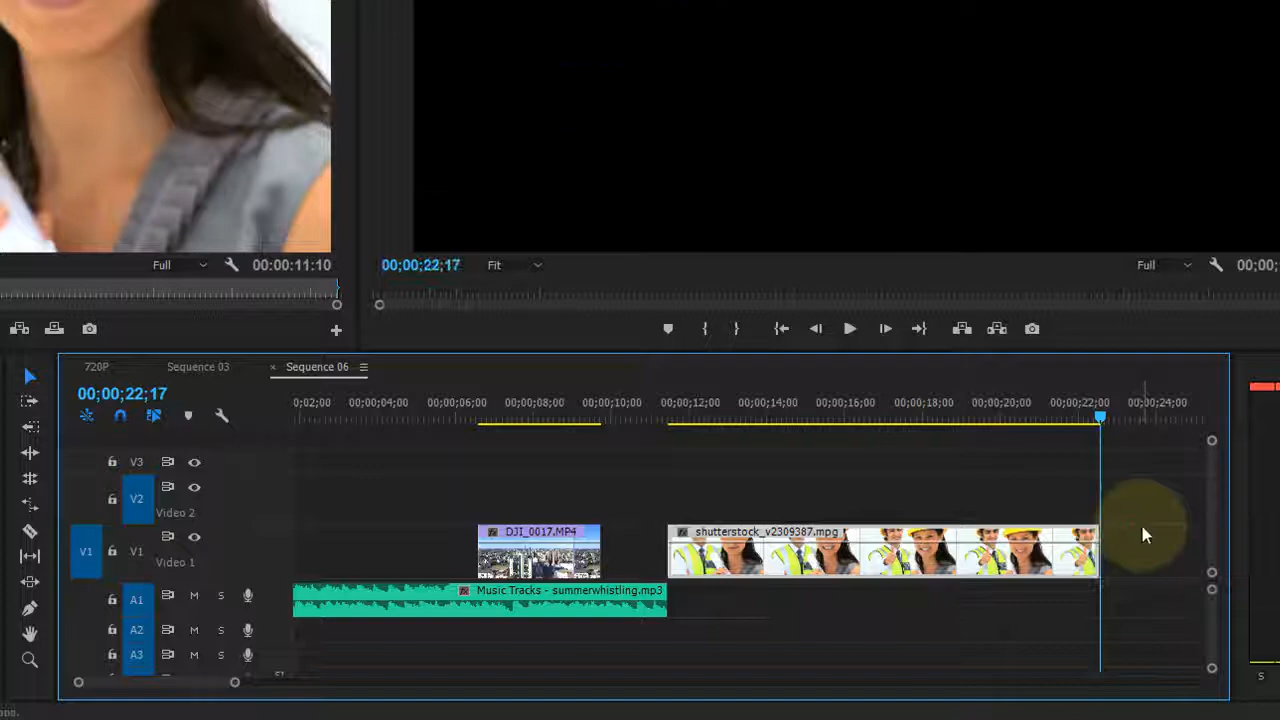 Full
00:00:11:10
00;00;22;17
Fit
Full
00;00;
720P
Sequence 03
× Sequence 06
00;00;22;17
0;02;00
00;00;04;00
00;00;06;00
00;00;08;00
00;00;10;00
00;00;12;00
00;00;14;00
00;00;16;00
00;00;18;00
00;00;20;00
00;00;22;00
00;00;24;00
V3
V2
Video 2
fx DJI_0017.MP4
fx shutterstock_v2309387.mpg
V1
V1
Video 1
fx Music Tracks - summerwhistling.mp3
A1
M
S
A2
M
S
A3
M
S
S